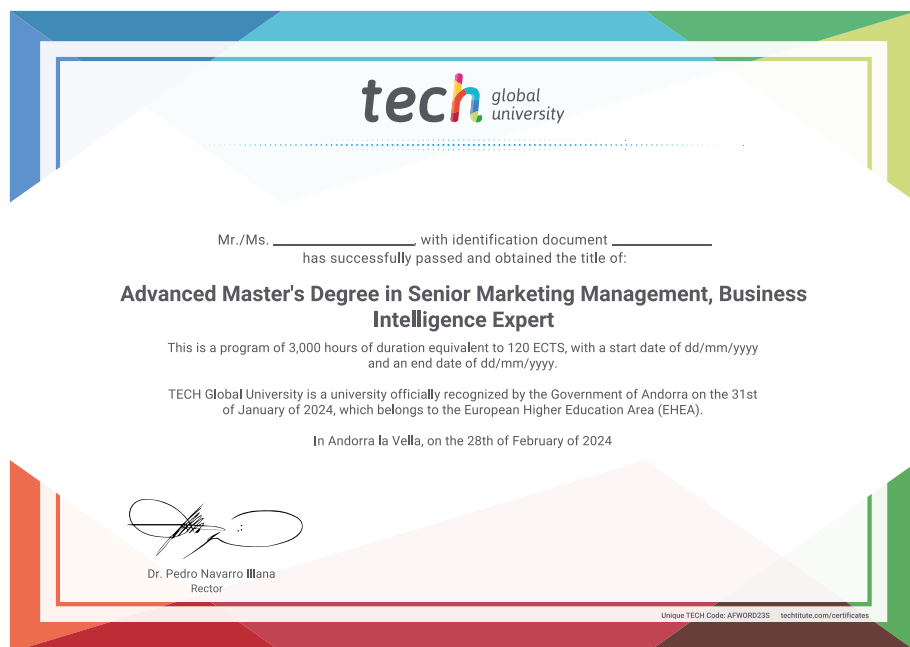 tech global
university
Mr./Ms. ____________, with identification document ____________
has successfully passed and obtained the title of:
Advanced Master's Degree in Senior Marketing Management, Business
Intelligence Expert
This is a program of 3,000 hours of duration equivalent to 120 ECTS, with a start date of dd/mm/yyyy
and an end date of dd/mm/yyyy.
TECH Global University is a university officially recognized by the Government of Andorra on the 31st
of January of 2024, which belongs to the European Higher Education Area (EHEA).
In Andorra la Vella, on the 28th of February of 2024
Dr. Pedro Navarro Illana
Rector
Unique TECH Code: AFWORD23S techtitute.com/certificates